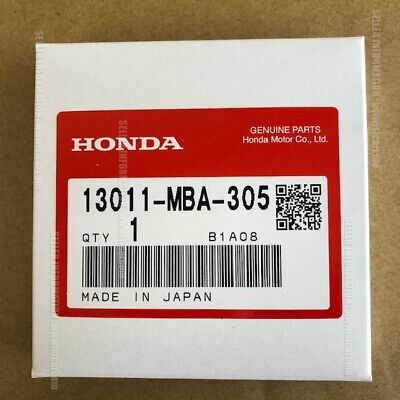 HONDA
GENUINE PARTS
Honda Motor Co., Ltd.
13011-MBA-305
QTY 1 B1A08
MADE IN JAPAN